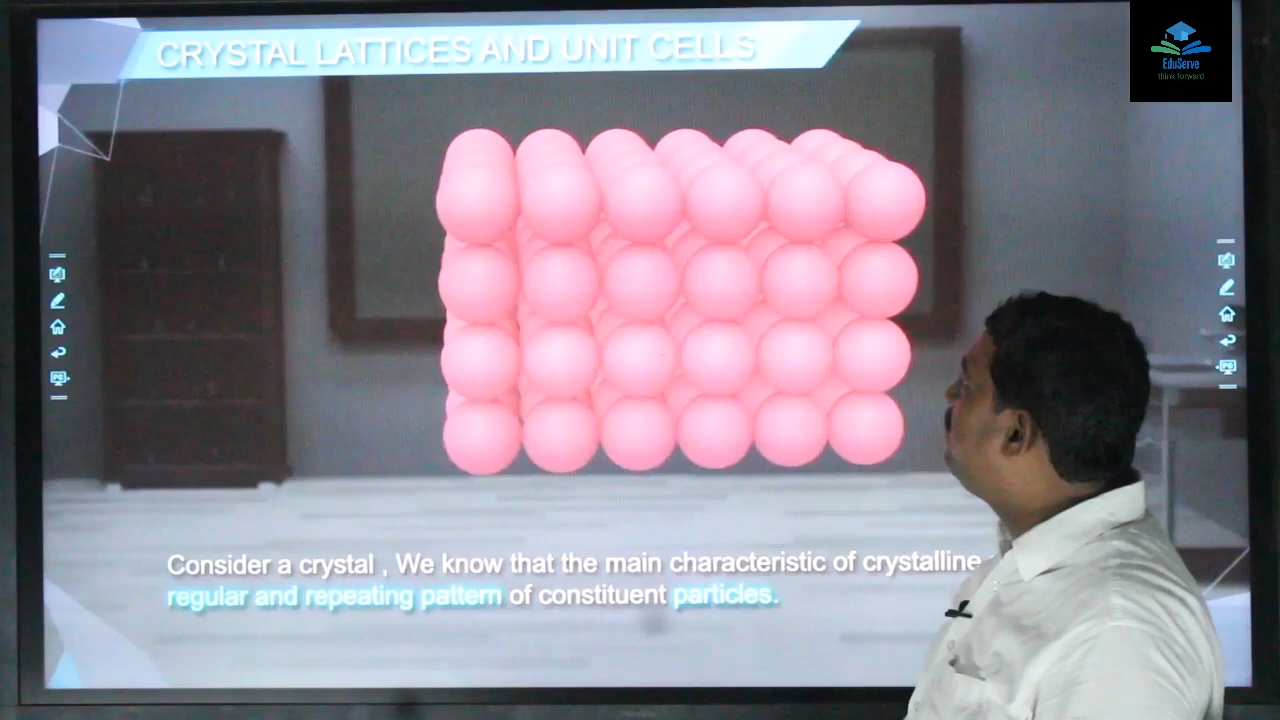 CRYSTAL LATTICES AND UNIT CELLS
EduServe
think forward
Consider a crystal , We know that the main characteristic of crystalline
regular and repeating pattern of constituent particles.